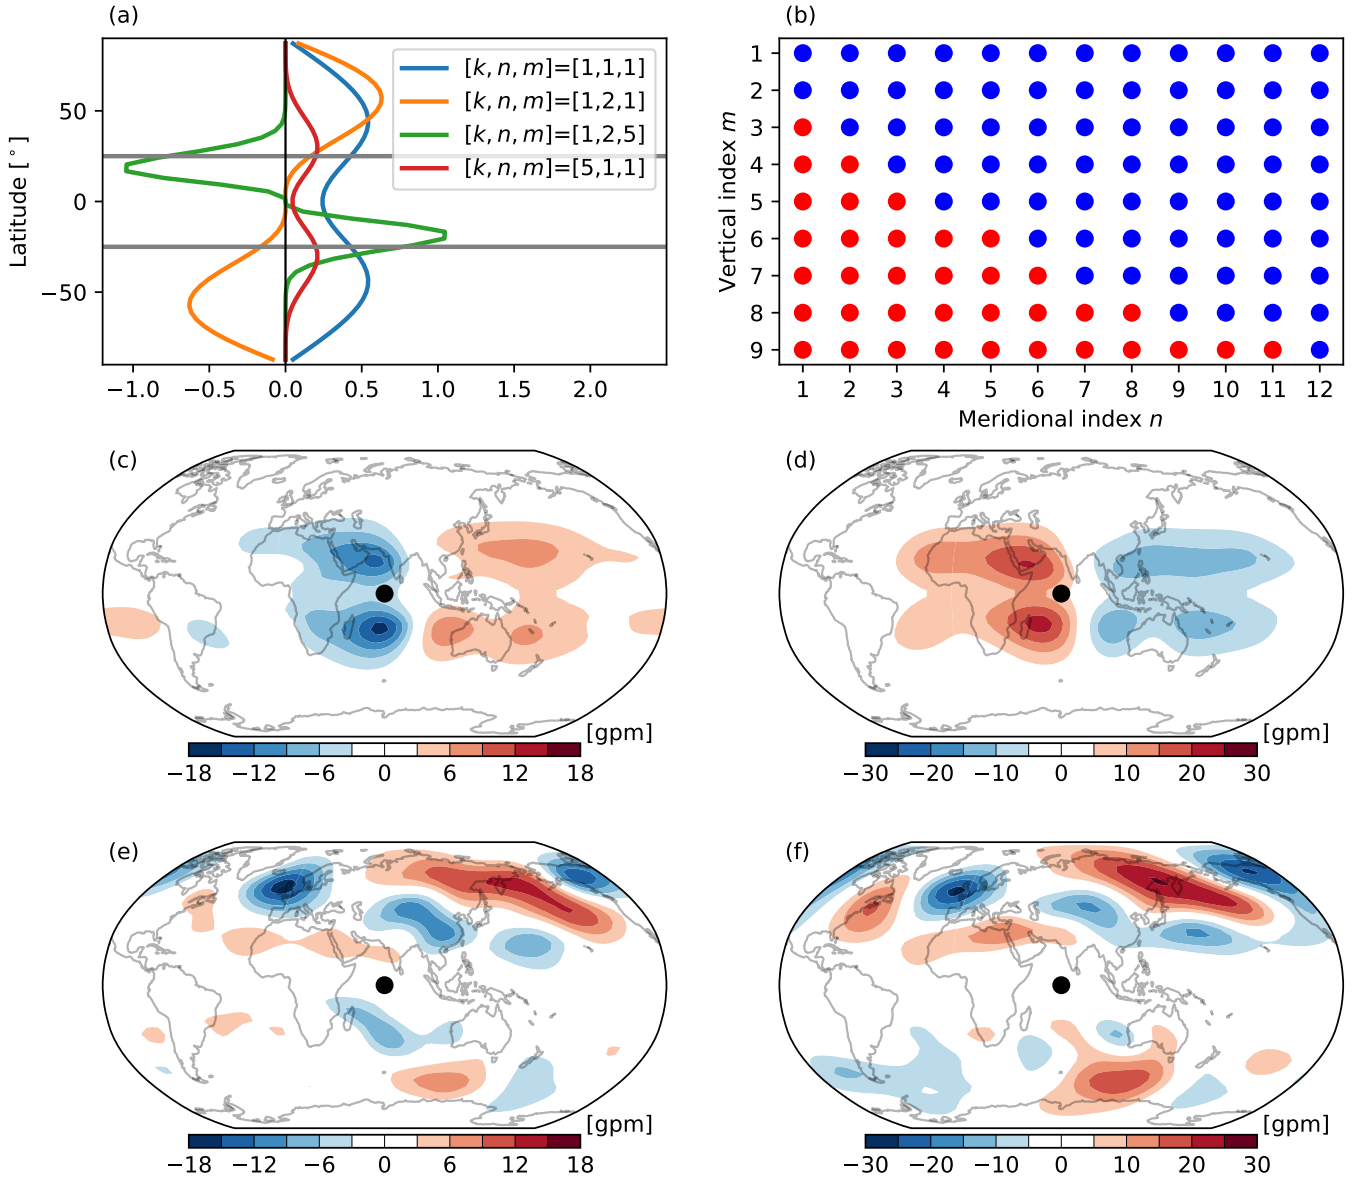 (a)
[k, n, m]=[1,1,1]
[k, n, m]=[1,2,1]
[k, n, m]=[1,2,5]
[k, n, m]=[5,1,1]
Latitude [°]
50
0
−50
−1.0 −0.5 0.0 0.5 1.0 1.5 2.0
(b)
Vertical index m
1
2
3
4
5
6
7
8
9
1 2 3 4 5 6 7 8 9 10 11 12
Meridional index n
(c)
[gpm]
−18 −12 −6 0 6 12 18
(d)
[gpm]
−30 −20 −10 0 10 20 30
(e)
[gpm]
−18 −12 −6 0 6 12 18
(f)
[gpm]
−30 −20 −10 0 10 20 30